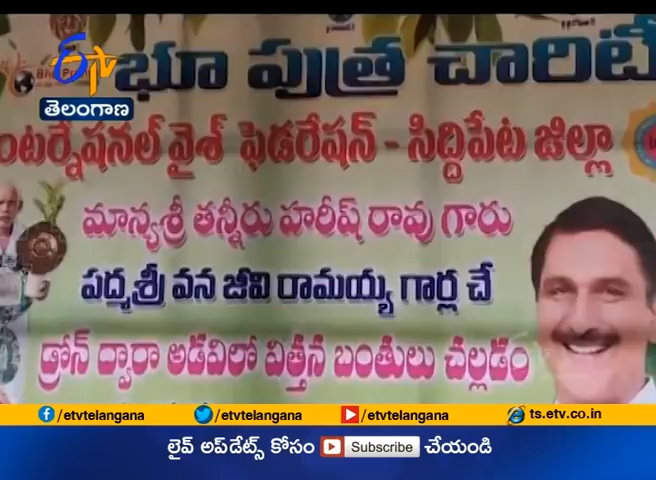 ETV
భూ పుత్ర చారిటీ
తెలంగాణ
ఇంటర్నేషనల్ వైశ్ ఫెడరేషన్ - సిద్దిపేట జిల్లా
మాన్యశ్రీ తన్నీరు హరీష్ రావు గారు
పద్మశ్రీ వన జీవి రామయ్య గార్ల చే
డ్రోన్ ద్వారా అడవిలో విత్తన బంతులు చల్లడం
/etvtelangana /etvtelangana /etvtelangana ts.etv.co.in
లైవ్ అప్‌డేట్స్ కోసం Subscribe చేయండి